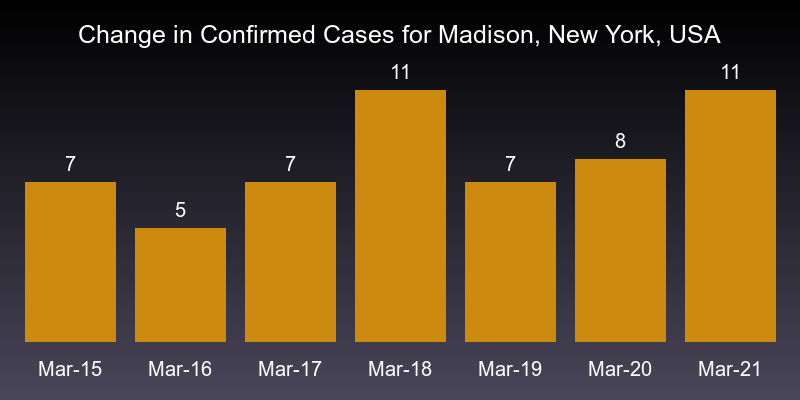 Change in Confirmed Cases for Madison, New York, USA
7 5 7 11 7 8 11
Mar-15 Mar-16 Mar-17 Mar-18 Mar-19 Mar-20 Mar-21